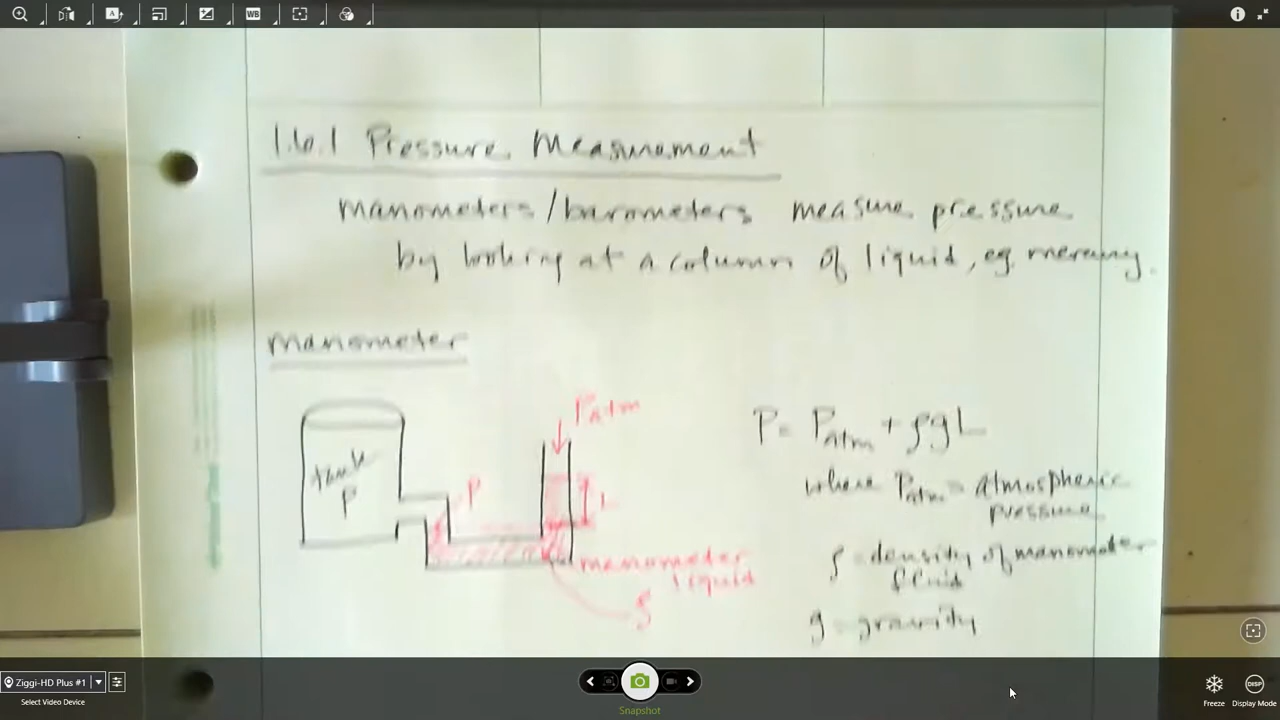 WB
1.6.1 Pressure Measurement
manometers/barometers measure pressure
by looking at a column of liquid, eg. mercury.
manometer
Patm
tank
P
P
L
manometer
liquid
ρ
P = Patm + ρgL
where Patm = atmospheric
pressure
ρ = density of manometer
fluid
g = gravity
Ziggi-HD Plus #1
Select Video Device
Snapshot
Freeze
DISP
Display Mode